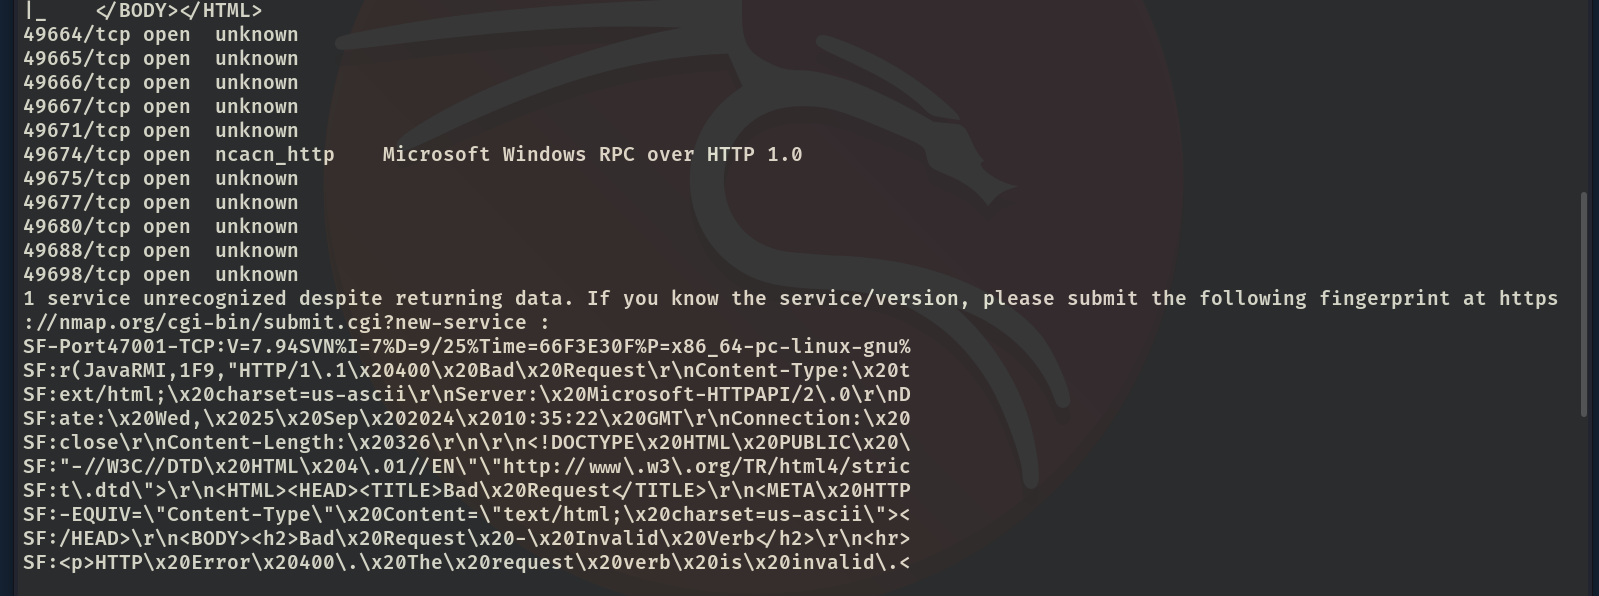 |_    </BODY></HTML>
49664/tcp open  unknown
49665/tcp open  unknown
49666/tcp open  unknown
49667/tcp open  unknown
49671/tcp open  unknown
49674/tcp open  ncacn_http    Microsoft Windows RPC over HTTP 1.0
49675/tcp open  unknown
49677/tcp open  unknown
49680/tcp open  unknown
49688/tcp open  unknown
49698/tcp open  unknown
1 service unrecognized despite returning data. If you know the service/version, please submit the following fingerprint at https
://nmap.org/cgi-bin/submit.cgi?new-service :
SF-Port47001-TCP:V=7.94SVN%I=7%D=9/25%Time=66F3E30F%P=x86_64-pc-linux-gnu%
SF:r(JavaRMI,1F9,"HTTP/1\.1\x20400\x20Bad\x20Request\r\nContent-Type:\x20t
SF:ext/html;\x20charset=us-ascii\r\nServer:\x20Microsoft-HTTPAPI/2\.0\r\nD
SF:ate:\x20Wed,\x2025\x20Sep\x202024\x2010:35:22\x20GMT\r\nConnection:\x20
SF:close\r\nContent-Length:\x20326\r\n\r\n<!DOCTYPE\x20HTML\x20PUBLIC\x20\
SF:"-//W3C//DTD\x20HTML\x204\.01//EN\"\"http://www\.w3\.org/TR/html4/stric
SF:t\.dtd\">\r\n<HTML><HEAD><TITLE>Bad\x20Request</TITLE>\r\n<META\x20HTTP
SF:-EQUIV=\"Content-Type\"\x20Content=\"text/html;\x20charset=us-ascii\"><
SF:/HEAD>\r\n<BODY><h2>Bad\x20Request\x20-\x20Invalid\x20Verb</h2>\r\n<hr>
SF:<p>HTTP\x20Error\x20400\.\x20The\x20request\x20verb\x20is\x20invalid\.<